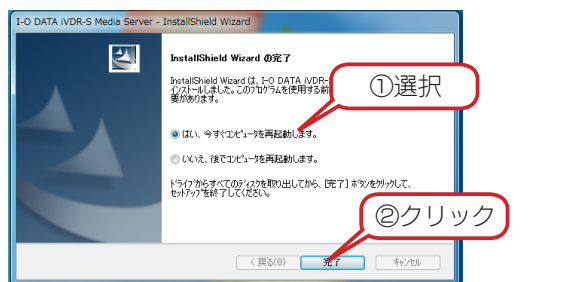 I-O DATA iVDR-S Media Server - InstallShield Wizard
InstallShield Wizard の完了
InstallShield Wizard は、I-O DATA iVDR-
インストールしました。このプログラムを使用する前
要があります。
①選択
はい、今すぐコンピュータを再起動します。
いいえ、後でコンピュータを再起動します。
ドライブからすべてのディスクを取り出してから、[完了] ボタンをクリックして、
セットアップを終了してください。
②クリック
< 戻る(B)
完了
キャンセル